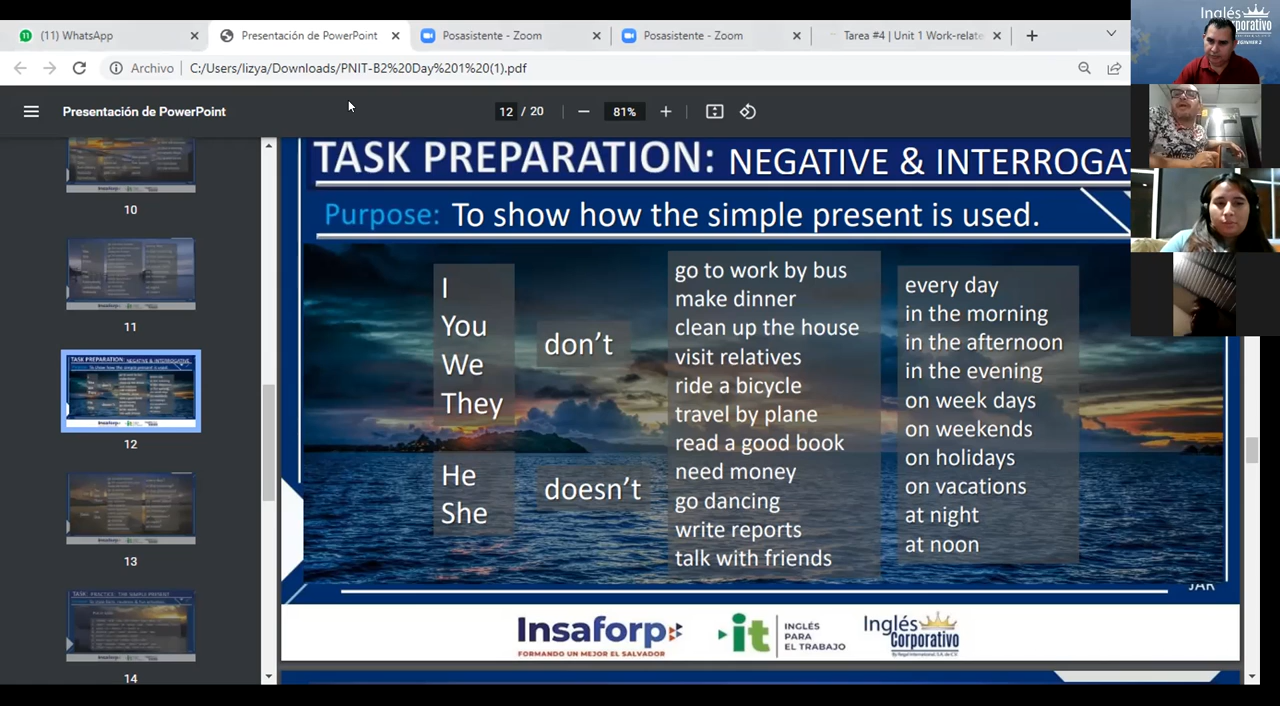 (11) WhatsApp
Presentación de PowerPoint
Posasistente - Zoom
Posasistente - Zoom
Tarea #4 | Unit 1 Work-relate
Archivo
C:/Users/lizya/Downloads/PNIT-B2%20Day%201%20(1).pdf
Presentación de PowerPoint
12 / 20
81%
10
11
12
13
14
TASK PREPARATION: NEGATIVE & INTERROGAT
Purpose: To show how the simple present is used.
I
You
We
They
don't
He
She
doesn't
go to work by bus
make dinner
clean up the house
visit relatives
ride a bicycle
travel by plane
read a good book
need money
go dancing
write reports
talk with friends
every day
in the morning
in the afternoon
in the evening
on week days
on weekends
on holidays
on vacations
at night
at noon
JAR
Insaforp
FORMANDO UN MEJOR EL SALVADOR
it
INGLÉS
PARA
EL TRABAJO
Inglés
Corporativo
Inglés
Corporativo